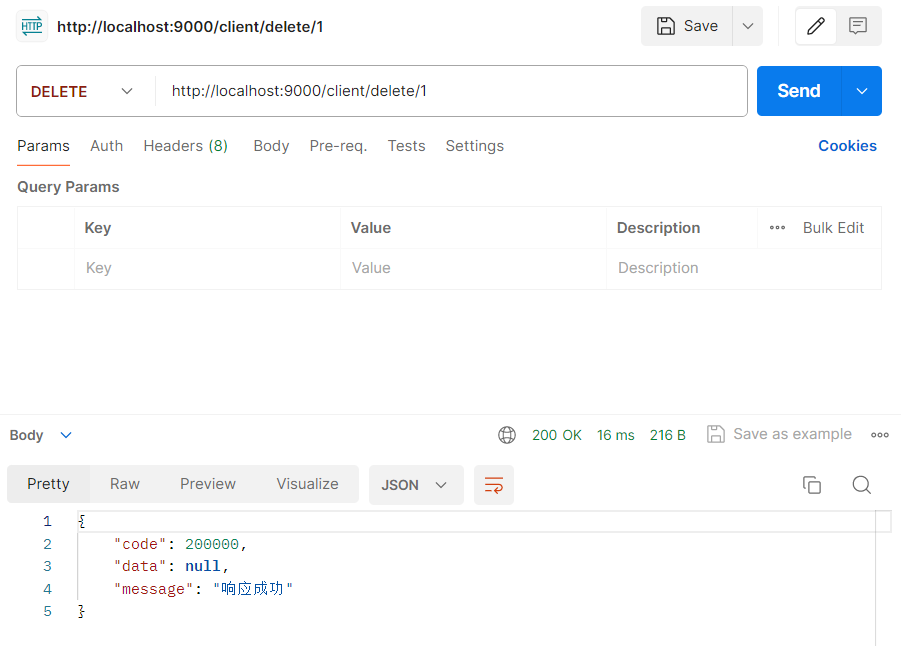 HTTP http://localhost:9000/client/delete/1 Save
DELETE http://localhost:9000/client/delete/1 Send
Params Auth Headers (8) Body Pre-req. Tests Settings Cookies
Query Params
Key Value Description Bulk Edit
Key Value Description
Body 200 OK 16 ms 216 B Save as example
Pretty Raw Preview Visualize JSON
1 {
2 "code": 200000,
3 "data": null,
4 "message": "响应成功"
5 }